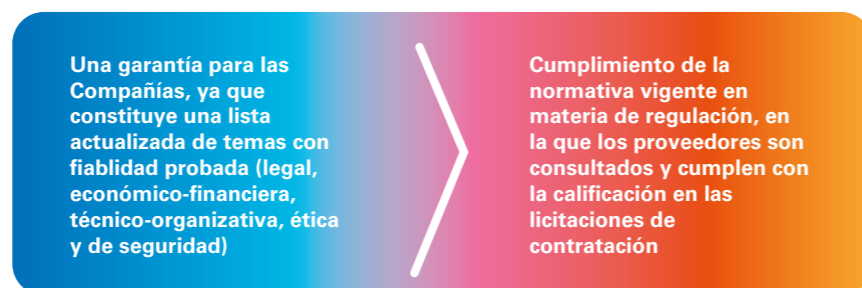 Una garantía para las
Compañías, ya que
constituye una lista
actualizada de temas con
fiablidad probada (legal,
económico-financiera,
técnico-organizativa, ética
y de seguridad)
Cumplimiento de la
normativa vigente en
materia de regulación, en
la que los proveedores son
consultados y cumplen con
la calificación en las
licitaciones de
contratación